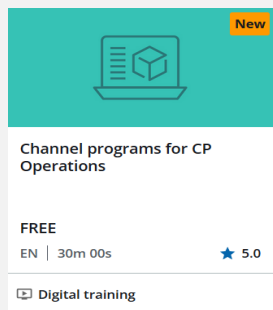 New
Channel programs for CP
Operations
FREE
EN | 30m 00s
5.0
Digital training